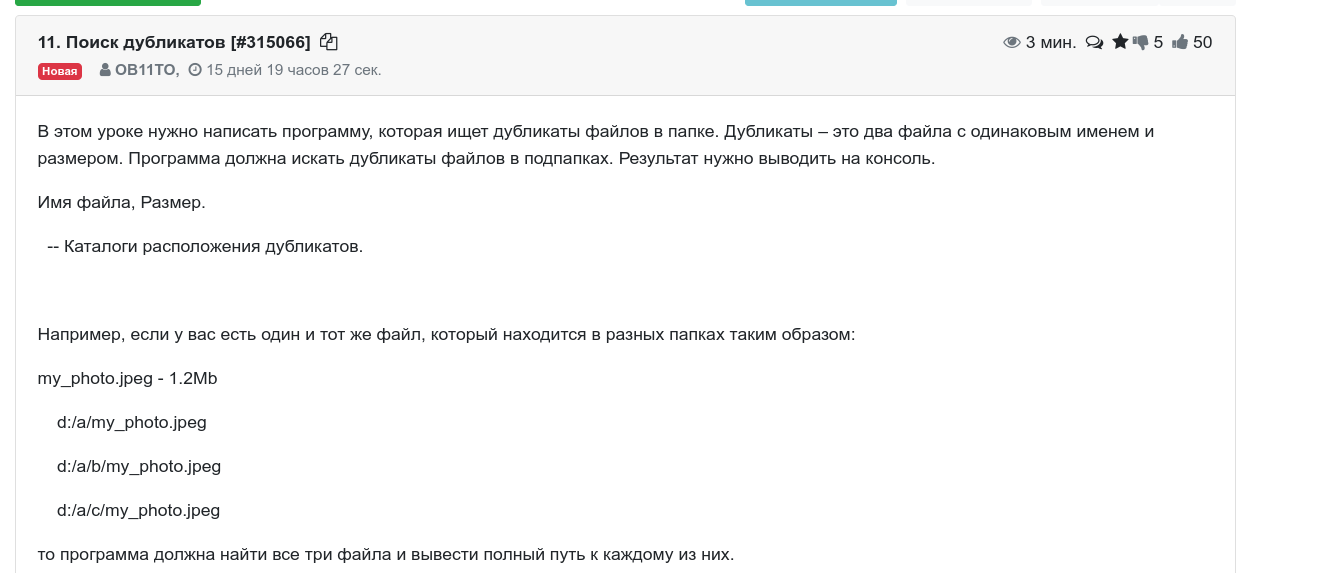 11. Поиск дубликатов [#315066] 3 мин. 5 50
Новая OB11TO, 15 дней 19 часов 27 сек.
В этом уроке нужно написать программу, которая ищет дубликаты файлов в папке. Дубликаты – это два файла с одинаковым именем и
размером. Программа должна искать дубликаты файлов в подпапках. Результат нужно выводить на консоль.
Имя файла, Размер.
-- Каталоги расположения дубликатов.
Например, если у вас есть один и тот же файл, который находится в разных папках таким образом:
my_photo.jpeg - 1.2Mb
d:/a/my_photo.jpeg
d:/a/b/my_photo.jpeg
d:/a/c/my_photo.jpeg
то программа должна найти все три файла и вывести полный путь к каждому из них.